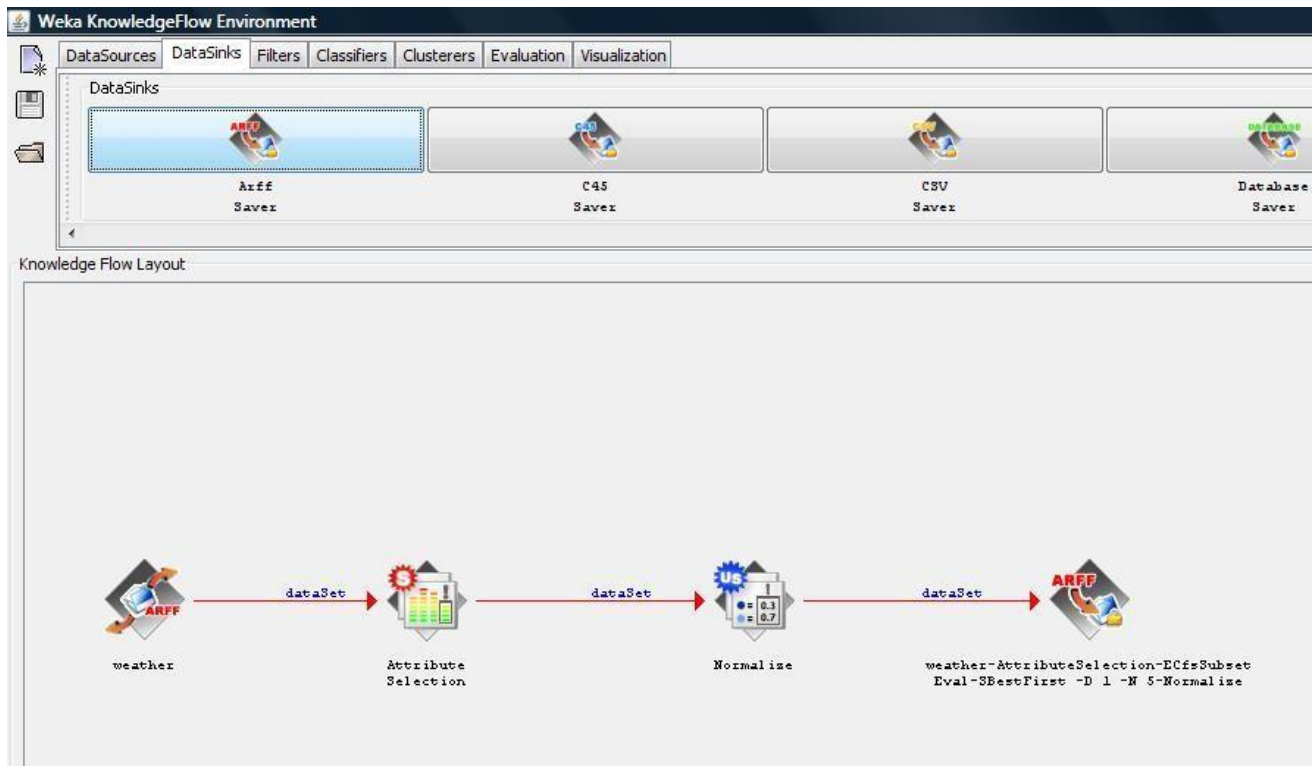 Weka KnowledgeFlow Environment
DataSources DataSinks Filters Classifiers Clusterers Evaluation Visualization
DataSinks
ARFF C45 CSV DATABASE
Arff C45 CSV Database
Saver Saver Saver Saver
Knowledge Flow Layout
ARFF dataSet S dataSet Us 0.3 0.7 dataSet ARFF
weather Attribute Normalize weather-AttributeSelection-ECfsSubset
Selection Eval-SBestFirst -D 1 -N 5-Normalize